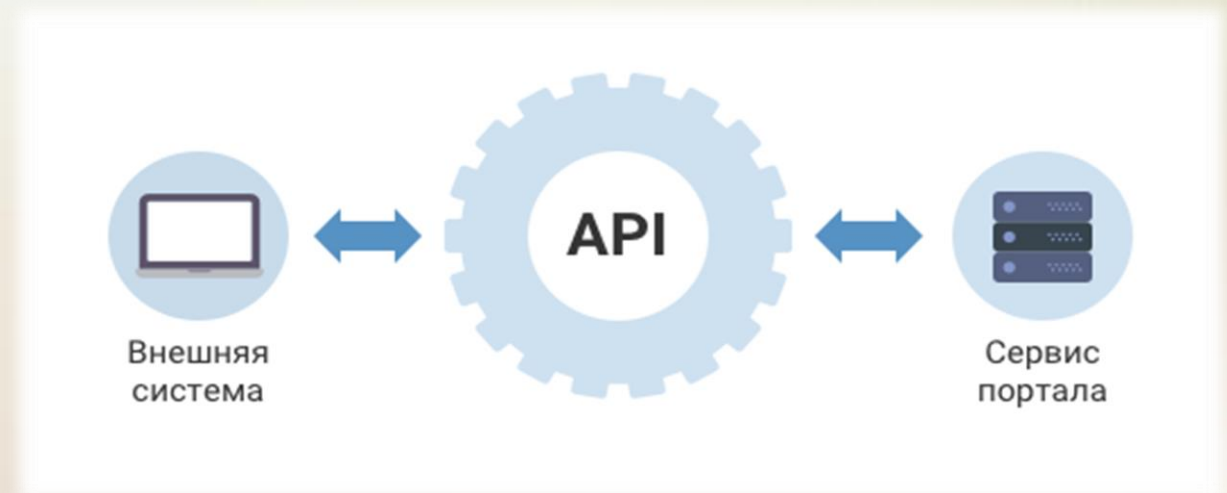 API
Внешняя
система
Сервис
портала